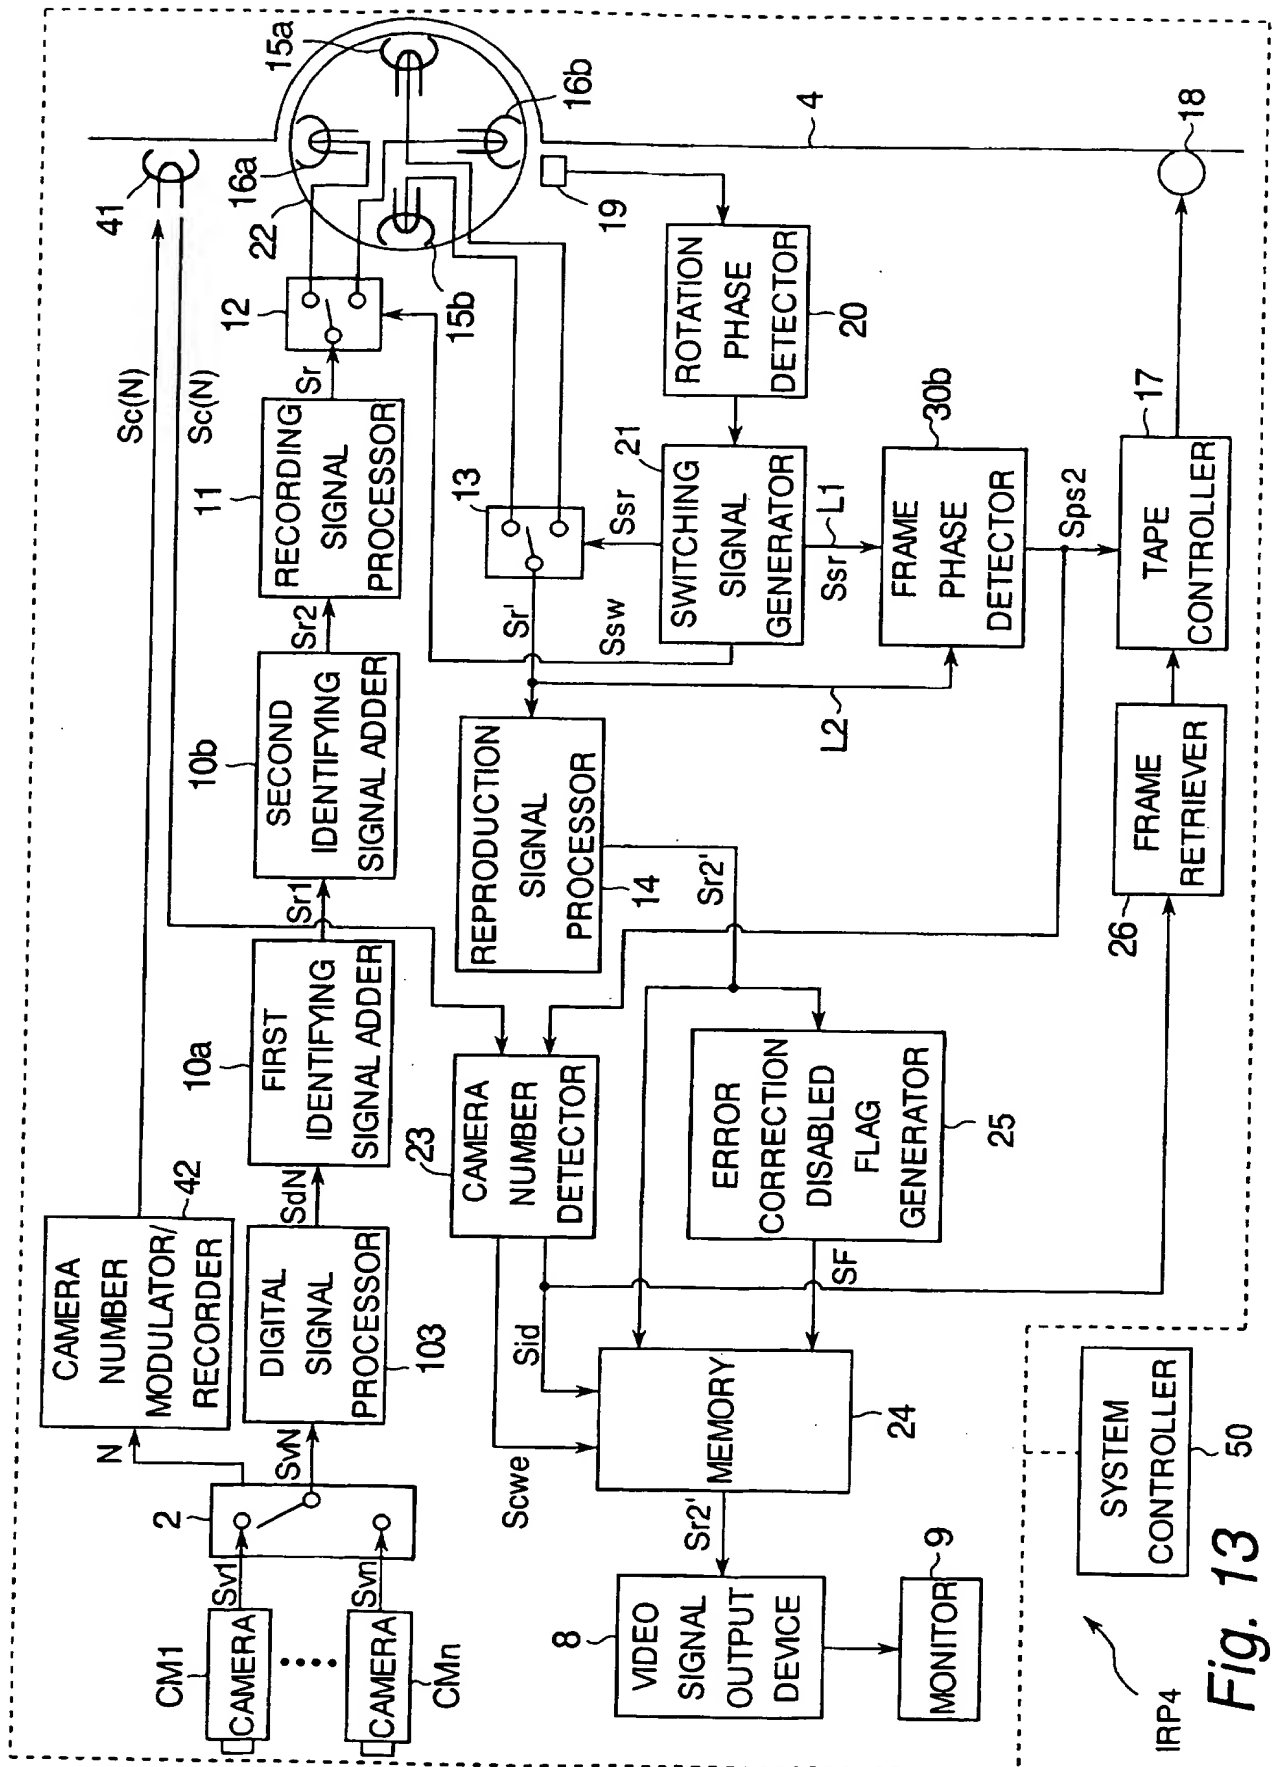 CM1
CAMERA
CAMERA
CMn
Sv1
Svn
2
N
SvN
CAMERA
NUMBER
MODULATOR/
RECORDER
42
DIGITAL
SIGNAL
PROCESSOR
103
SdN
10a
FIRST
IDENTIFYING
SIGNAL ADDER
Sr1
10b
SECOND
IDENTIFYING
SIGNAL ADDER
Sr2
11
RECORDING
SIGNAL
PROCESSOR
Sr
12
Sc(N)
Sc(N)
41
22
16a
15a
16b
15b
19
4
18
8
VIDEO
SIGNAL
OUTPUT
DEVICE
9
MONITOR
Sr2'
MEMORY
24
Scwe
Sid
SF
23
CAMERA
NUMBER
DETECTOR
ERROR
CORRECTION
DISABLED
FLAG
GENERATOR
25
REPRODUCTION
SIGNAL
PROCESSOR
14
Sr2'
Sr'
13
Ssr
Ssw
L2
21
SWITCHING
SIGNAL
GENERATOR
Ssr
L1
ROTATION
PHASE
DETECTOR
20
30b
FRAME
PHASE
DETECTOR
Sps2
17
TAPE
CONTROLLER
FRAME
RETRIEVER
26
SYSTEM
CONTROLLER
50
IRP4
Fig. 13